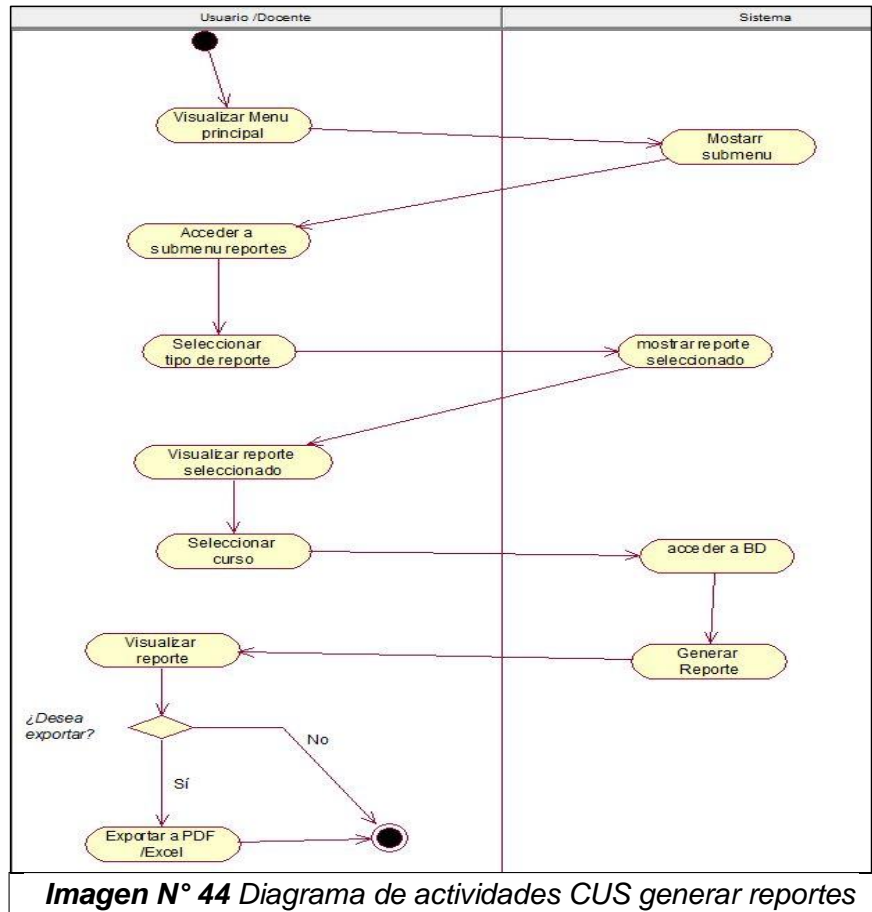 Usuario /Docente
Sistema
Visualizar Menu
principal
Mostarr
submenu
Acceder a
submenu reportes
Seleccionar
tipo de reporte
mostrar reporte
seleccionado
Visualizar reporte
seleccionado
Seleccionar
curso
acceder a BD
Visualizar
reporte
Generar
Reporte
¿Desea
exportar?
No
Sí
Exportar a PDF
/Excel
Imagen N° 44 Diagrama de actividades CUS generar reportes